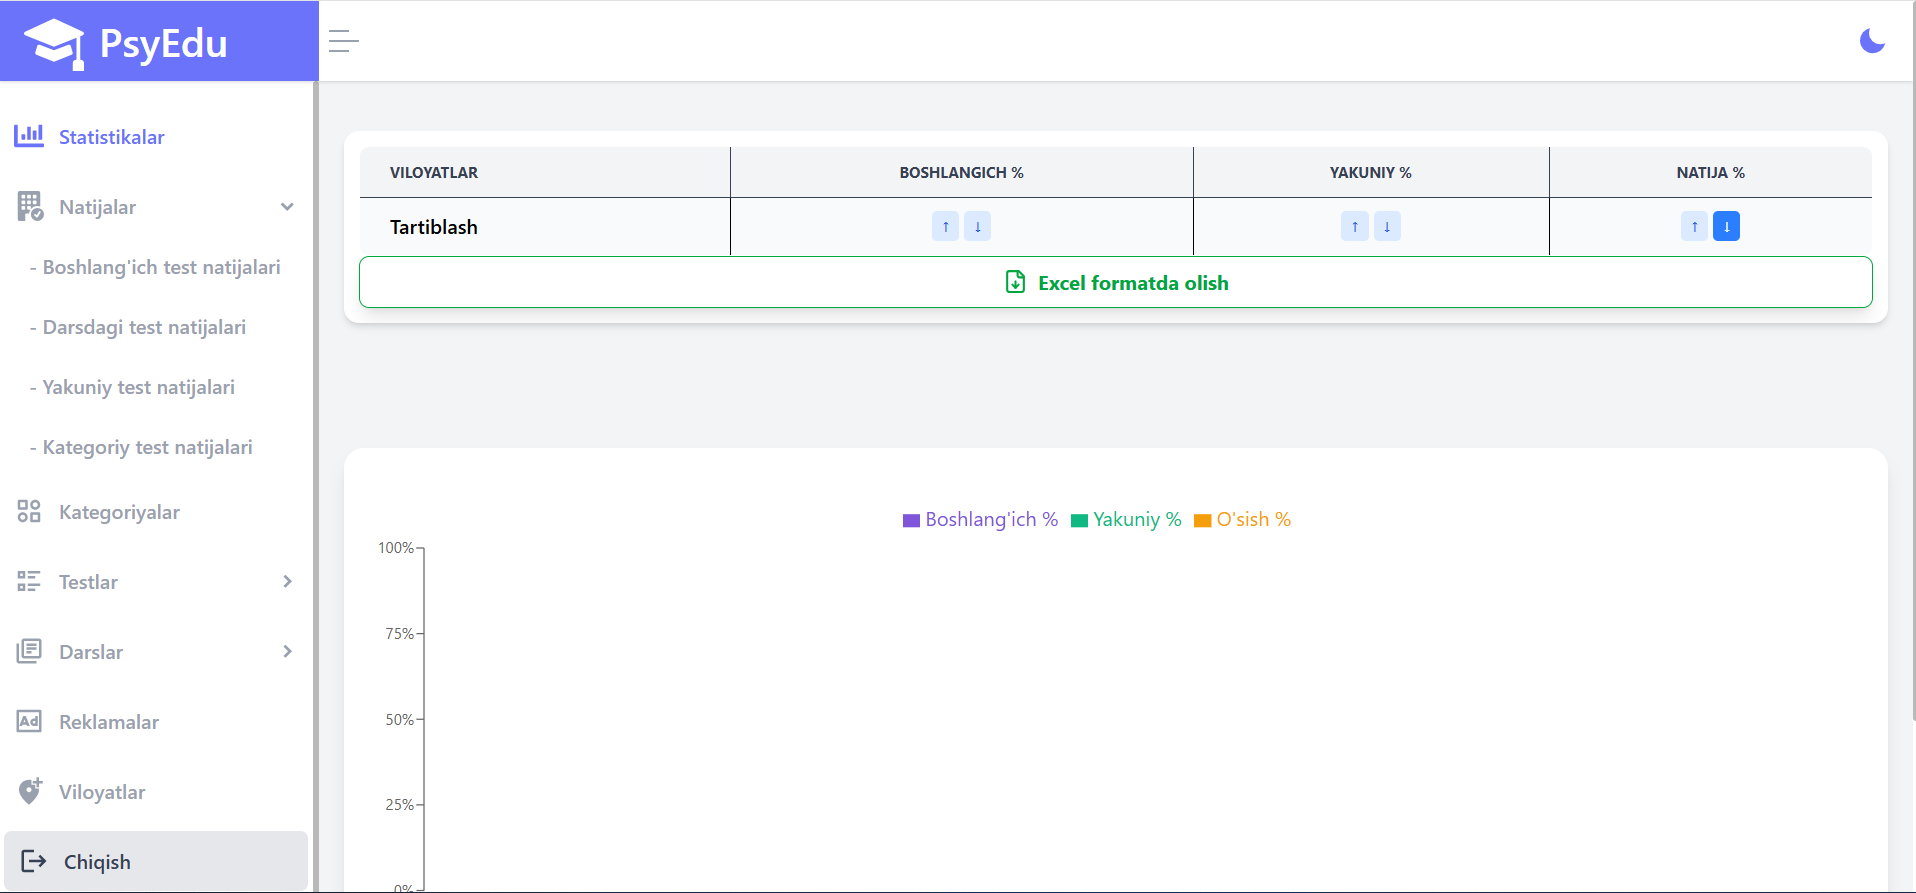 PsyEdu
Statistikalar
Natijalar
- Boshlang'ich test natijalari
- Darsdagi test natijalari
- Yakuniy test natijalari
- Kategoriy test natijalari
Kategoriyalar
Testlar
Darslar
Ad Reklamalar
Viloyatlar
Chiqish
VILOYATLAR BOSHLANGICH % YAKUNIY % NATIJA %
Tartiblash ↑ ↓ ↑ ↓ ↑ ↓
Excel formatda olish
Boshlang'ich % Yakuniy % O'sish %
100%
75%
50%
25%
0%